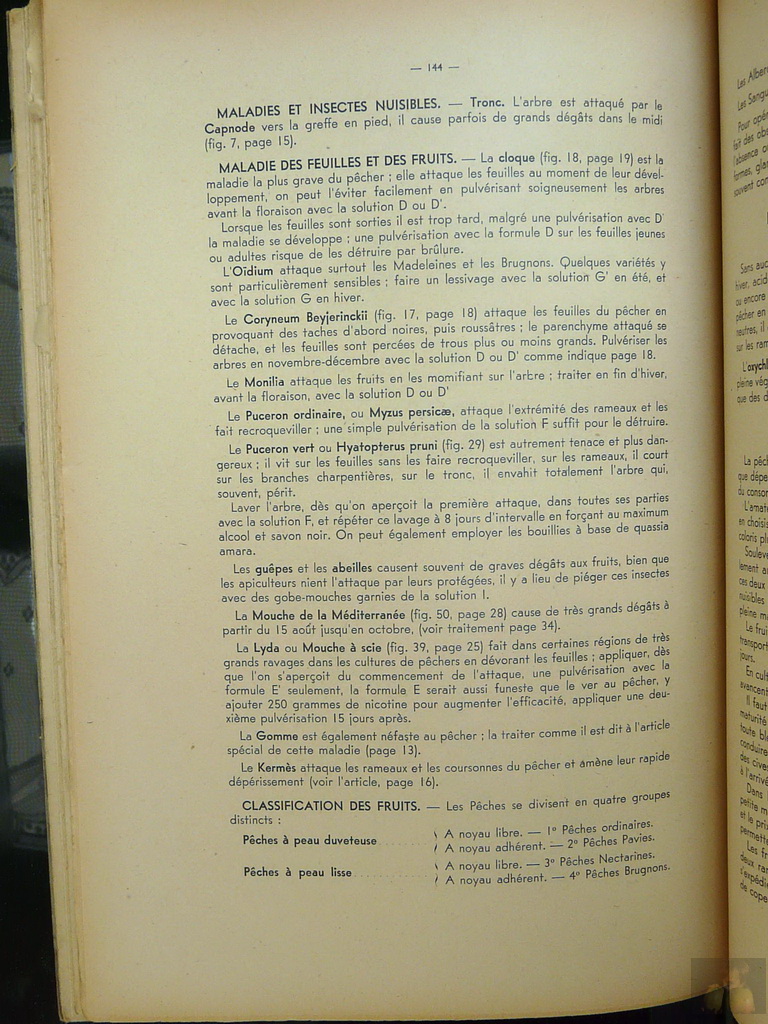 — 144 —
MALADIES ET INSECTES NUISIBLES. — Tronc. L'arbre est attaqué par le
Capnode vers la greffe en pied, il cause parfois de grands dégâts dans le midi
(fig. 7, page 15).
MALADIE DES FEUILLES ET DES FRUITS. — La cloque (fig. 18, page 19) est la
maladie la plus grave du pêcher ; elle attaque les feuilles au moment de leur déve-
loppement, on peut l'éviter facilement en pulvérisant soigneusement les arbres
avant la floraison avec la solution D ou D'.
Lorsque les feuilles sont sorties il est trop tard, malgré une pulvérisation avec D'
la maladie se développe ; une pulvérisation avec la formule D sur les feuilles jeunes
ou adultes risque de les détruire par brûlure.
L'Oïdium attaque surtout les Madeleines et les Brugnons. Quelques variétés y
sont particulièrement sensibles ; faire un lessivage avec la solution G' en été, et
avec la solution G en hiver.
Le Coryneum Beyjerinckii (fig. 17, page 18) attaque les feuilles du pêcher en
provoquant des taches d'abord noires, puis roussâtres ; le parenchyme attaqué se
détache, et les feuilles sont percées de trous plus ou moins grands. Pulvériser les
arbres en novembre-décembre avec la solution D ou D' comme indique page 18.
Le Monilia attaque les fruits en les momifiant sur l'arbre ; traiter en fin d'hiver,
avant la floraison, avec la solution D ou D'
Le Puceron ordinaire, ou Myzus persicæ, attaque l'extrémité des rameaux et les
fait recroqueviller ; une simple pulvérisation de la solution F suffit pour le détruire.
Le Puceron vert ou Hyatopterus pruni (fig. 29) est autrement tenace et plus dan-
gereux ; il vit sur les feuilles sans les faire recroqueviller, sur les rameaux, il court
sur les branches charpentières, sur le tronc, il envahit totalement l'arbre qui,
souvent, périt.
Laver l'arbre, dès qu'on aperçoit la première attaque, dans toutes ses parties
avec la solution F, et répéter ce lavage à 8 jours d'intervalle en forçant au maximum
alcool et savon noir. On peut également employer les bouillies à base de quassia
amara.
Les guêpes et les abeilles causent souvent de graves dégâts aux fruits, bien que
les apiculteurs nient l'attaque par leurs protégées, il y a lieu de piéger ces insectes
avec des gobe-mouches garnies de la solution I.
La Mouche de la Méditerranée (fig. 50, page 28) cause de très grands dégâts à
partir du 15 août jusqu'en octobre, (voir traitement page 34).
La Lyda ou Mouche à scie (fig. 39, page 25) fait dans certaines régions de très
grands ravages dans les cultures de pêchers en dévorant les feuilles ; appliquer, dès
que l'on s'aperçoit du commencement de l'attaque, une pulvérisation avec la
formule E' seulement, la formule E serait aussi funeste que le ver au pêcher, y
ajouter 250 grammes de nicotine pour augmenter l'efficacité, appliquer une deu-
xième pulvérisation 15 jours après.
La Gomme est également néfaste au pêcher ; la traiter comme il est dit à l'article
spécial de cette maladie (page 13).
Le Kermès attaque les rameaux et les coursonnes du pêcher et amène leur rapide
dépérissement (voir l'article, page 16).
CLASSIFICATION DES FRUITS. — Les Pêches se divisent en quatre groupes
distincts :
Pêches à peau duveteuse
A noyau libre. — 1° Pêches ordinaires.
A noyau adhérent. — 2° Pêches Pavies.
Pêches à peau lisse
A noyau libre. — 3° Pêches Nectarines.
A noyau adhérent. — 4° Pêches Brugnons.